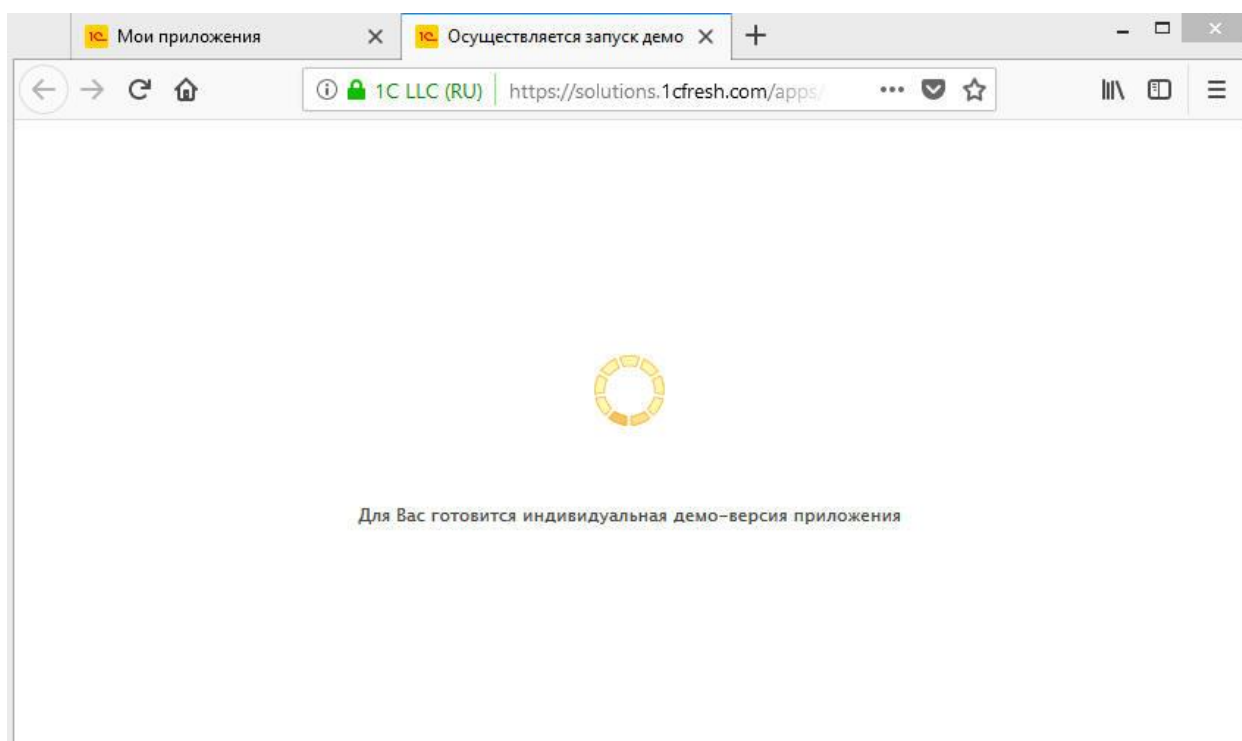 1С Мои приложения
1С Осуществляется запуск демо
1C LLC (RU) https://solutions.1cfresh.com/apps/
Для Вас готовится индивидуальная демо-версия приложения